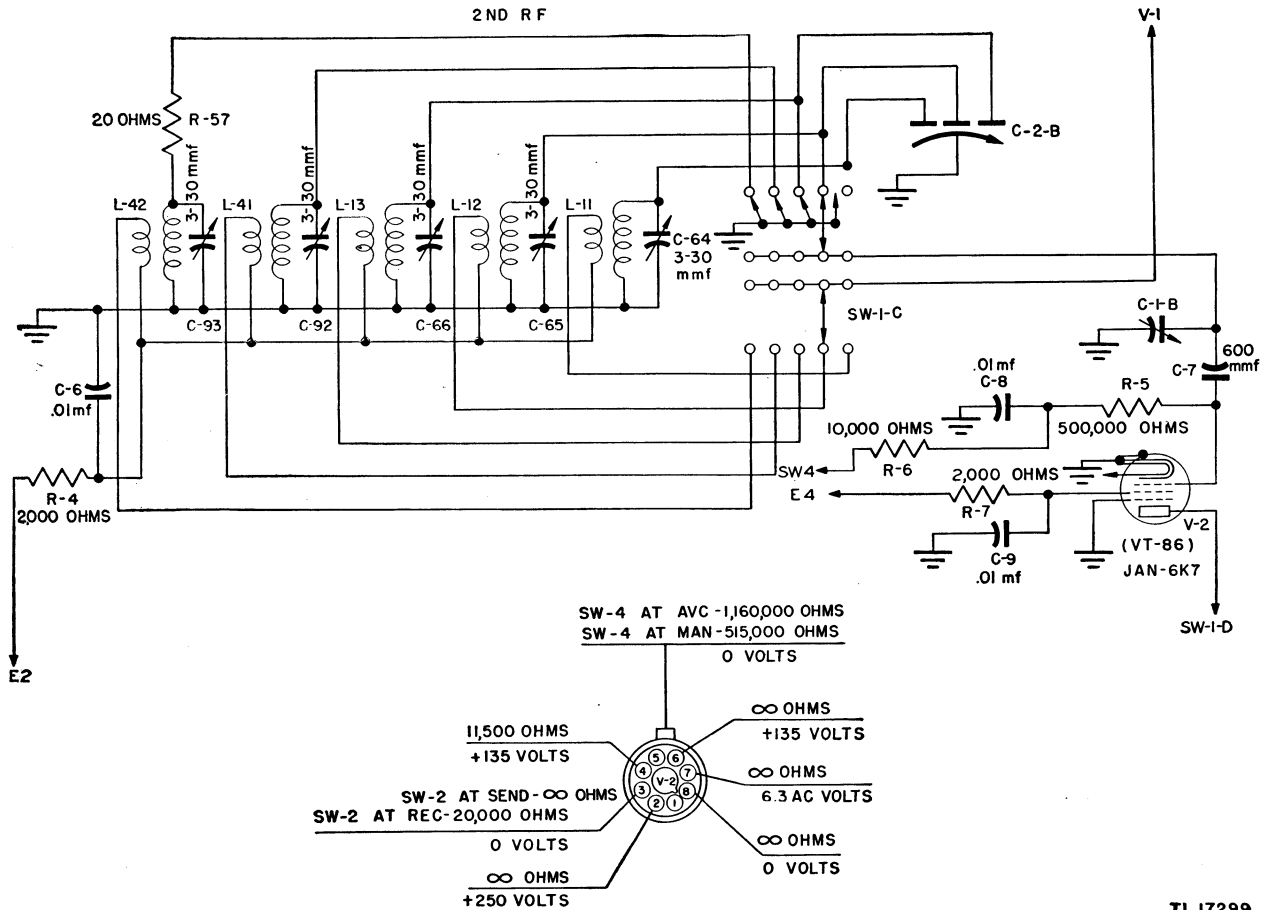 2ND RF
V-1
20 OHMS
R-57
C-2-B
3-30 mmf
3-30 mmf
3-30 mmf
3-30 mmf
L-42
L-41
L-13
L-12
L-11
C-64
3-30
mmf
C-93
C-92
C-66
C-65
SW-1-C
C-1-B
C-6
.01mf
C-7
600
mmf
.01 mf
C-8
R-5
500,000 OHMS
10,000 OHMS
R-6
SW4
E4
2,000 OHMS
R-7
R-4
2,000 OHMS
C-9
.01 mf
V-2
(VT-86)
JAN-6K7
SW-1-D
E2
SW-4 AT AVC -1,160,000 OHMS
SW-4 AT MAN-515,000 OHMS
0 VOLTS
∞ OHMS
+135 VOLTS
11,500 OHMS
+135 VOLTS
∞ OHMS
6.3 AC VOLTS
SW-2 AT SEND-∞ OHMS
SW-2 AT REC-20,000 OHMS
0 VOLTS
5 6
4 7
V-2
3 8
2 1
∞ OHMS
0 VOLTS
∞ OHMS
+250 VOLTS
TL 17299